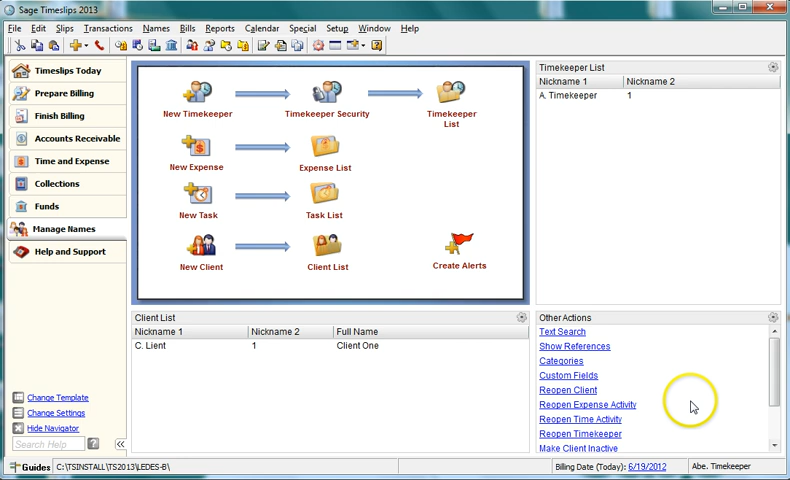 Sage Timeslips 2013
File Edit Slips Transactions Names Bills Reports Calendar Special Setup Window Help
Timeslips Today
Prepare Billing
Finish Billing
Accounts Receivable
Time and Expense
Collections
Funds
Manage Names
Help and Support
Change Template
Change Settings
Hide Navigator
Search Help
New Timekeeper Timekeeper Security Timekeeper
List
New Expense Expense List
New Task Task List
New Client Client List Create Alerts
Timekeeper List
Nickname 1 Nickname 2
A. Timekeeper 1
Client List
Nickname 1 Nickname 2 Full Name
C. Lient 1 Client One
Other Actions
Text Search
Show References
Categories
Custom Fields
Reopen Client
Reopen Expense Activity
Reopen Time Activity
Reopen Timekeeper
Make Client Inactive
Guides C:\TSINSTALL\TS2013\LEDES-B\ Billing Date (Today): 6/19/2012 Abe. Timekeeper